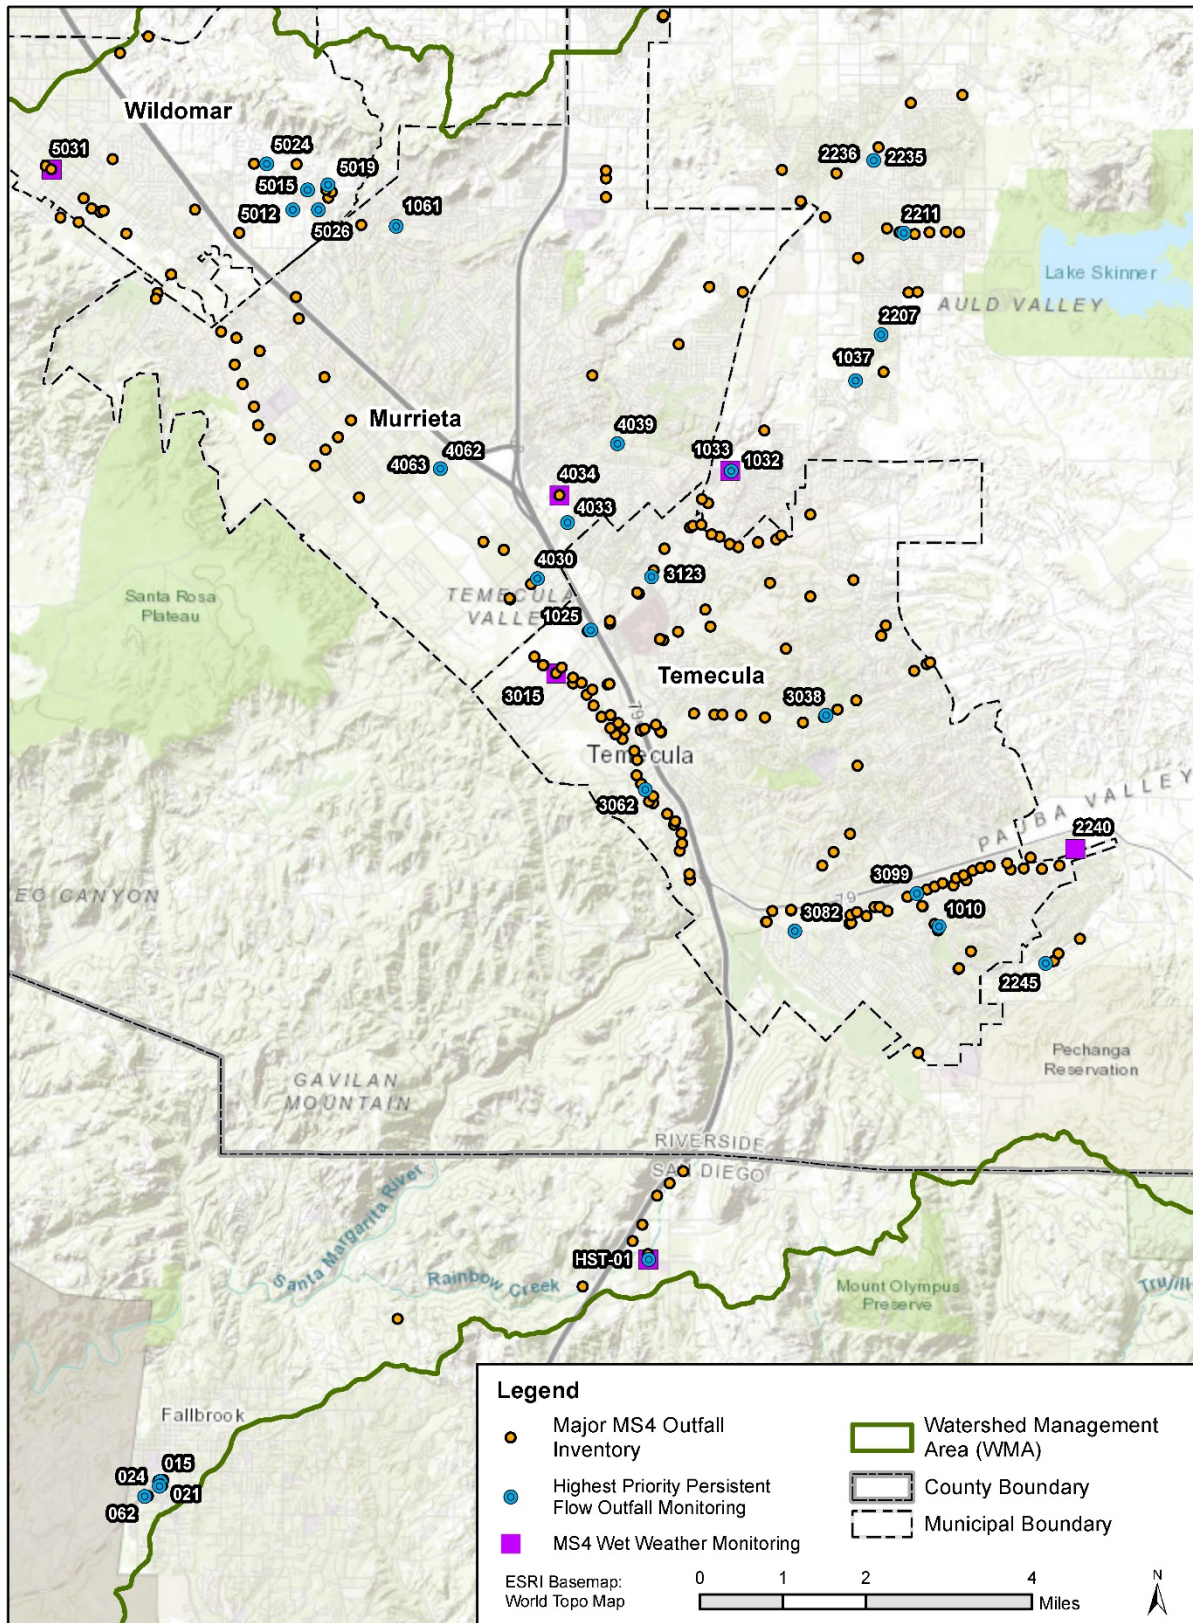 Wildomar
5031
5024
5019
5015
5012
5026
1061
2236
2235
2211
Lake Skinner
AULD VALLEY
2207
1037
Murrieta
4039
4062
4063
1033
1032
4034
4033
4030
3123
TEMECULA
VALLEY
1025
Santa Rosa
Plateau
Temecula
3015
3038
79
Temecula
3062
PAUBA VALLEY
2240
3099
79
EO CANYON
3082
1010
2245
Pechanga
Reservation
GAVILAN
MOUNTAIN
RIVERSIDE
SAN DIEGO
Santa Margarita River
HST-01
Rainbow Creek
Mount Olympus
Preserve
Trujill
Fallbrook
015
024
021
062
Legend
Major MS4 Outfall
Inventory
Highest Priority Persistent
Flow Outfall Monitoring
MS4 Wet Weather Monitoring
Watershed Management
Area (WMA)
County Boundary
Municipal Boundary
ESRI Basemap:
World Topo Map
0 1 2 4
Miles
N